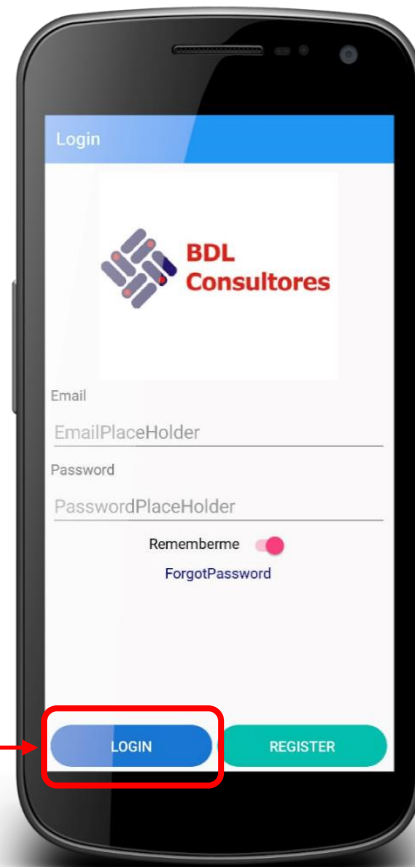 Login
BDL
Consultores
Email
EmailPlaceHolder
Password
PasswordPlaceHolder
Rememberme
ForgotPassword
LOGIN
REGISTER